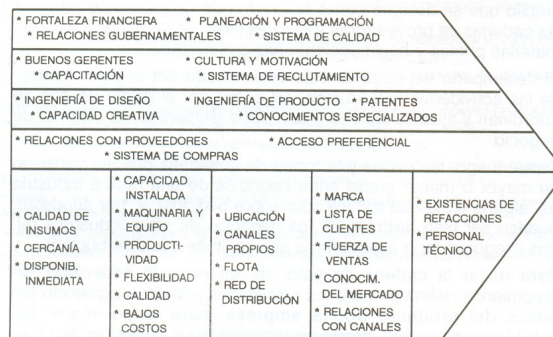 * FORTALEZA FINANCIERA * PLANEACIÓN Y PROGRAMACIÓN
* RELACIONES GUBERNAMENTALES * SISTEMA DE CALIDAD
* BUENOS GERENTES * CULTURA Y MOTIVACIÓN
* CAPACITACIÓN * SISTEMA DE RECLUTAMIENTO
* INGENIERÍA DE DISEÑO * INGENIERÍA DE PRODUCTO * PATENTES
* CAPACIDAD CREATIVA * CONOCIMIENTOS ESPECIALIZADOS
* RELACIONES CON PROVEEDORES * ACCESO PREFERENCIAL
* SISTEMA DE COMPRAS
* CALIDAD DE
INSUMOS
* CERCANÍA
* DISPONIB.
INMEDIATA
* CAPACIDAD
INSTALADA
* MAQUINARIA Y
EQUIPO
* PRODUCTI-
VIDAD
* FLEXIBILIDAD
* CALIDAD
* BAJOS
COSTOS
* UBICACIÓN
* CANALES
PROPIOS
* FLOTA
* RED DE
DISTRIBUCIÓN
* MARCA
* LISTA DE
CLIENTES
* FUERZA DE
VENTAS
* CONOCIM.
DEL MERCADO
* RELACIONES
CON CANALES
* EXISTENCIAS DE
REFACCIONES
* PERSONAL
TÉCNICO